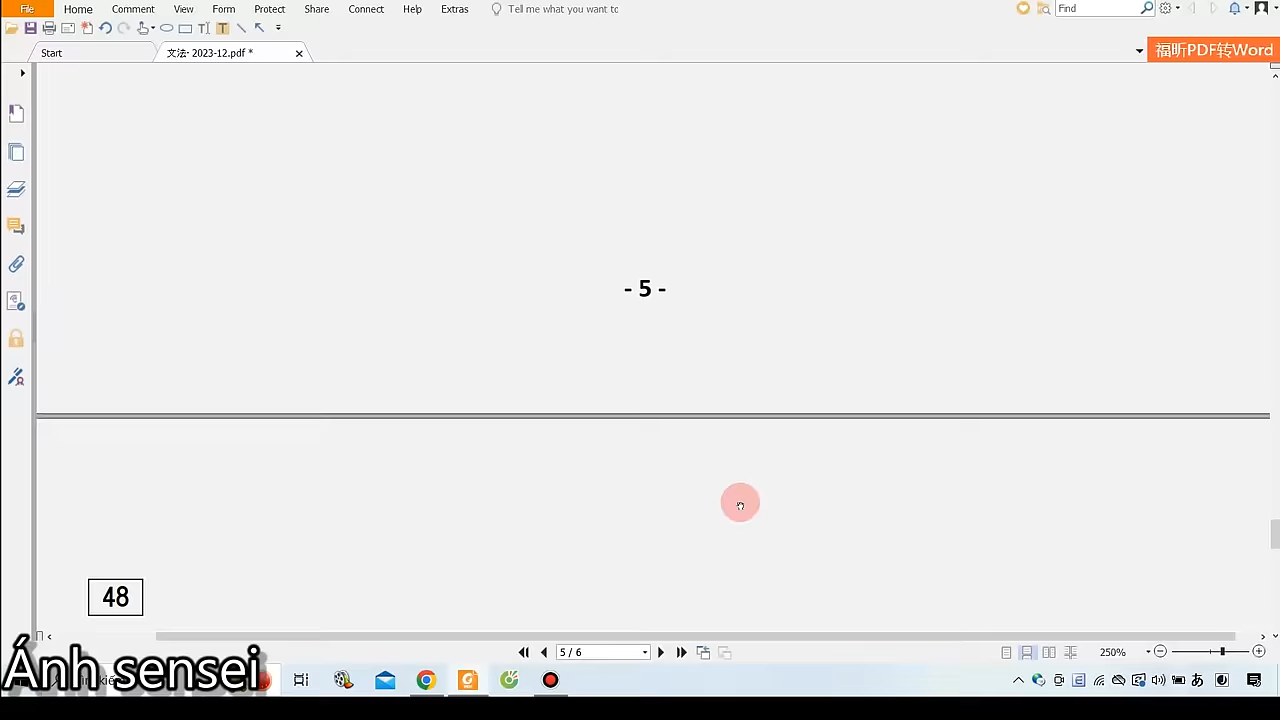 File Home Comment View Form Protect Share Connect Help Extras Tell me what you want to Find
Start 文法- 2023-12.pdf * 福昕PDF转Word
- 5 -
48
5 / 6 250%
Ánh sensei